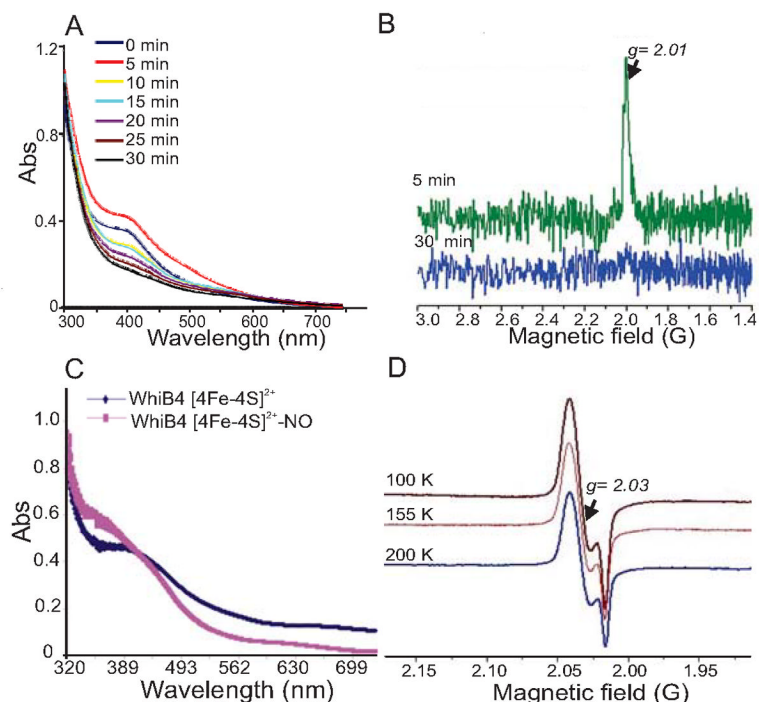 A
1.2
0.8
0.4
0
Abs
0 min
5 min
10 min
15 min
20 min
25 min
30 min
300 400 500 600 700
Wavelength (nm)
B
g= 2.01
5 min
30 min
3.0 2.8 2.6 2.4 2.2 2.0 1.8 1.6 1.4
Magnetic field (G)
C
WhiB4 [4Fe-4S]²⁺
WhiB4 [4Fe-4S]²⁺-NO
1.0
0.8
0.6
0.4
0.2
0
Abs
320 389 493 562 630 699
Wavelength (nm)
D
100 K
155 K
200 K
g= 2.03
2.15 2.10 2.05 2.00 1.95
Magnetic field (G)